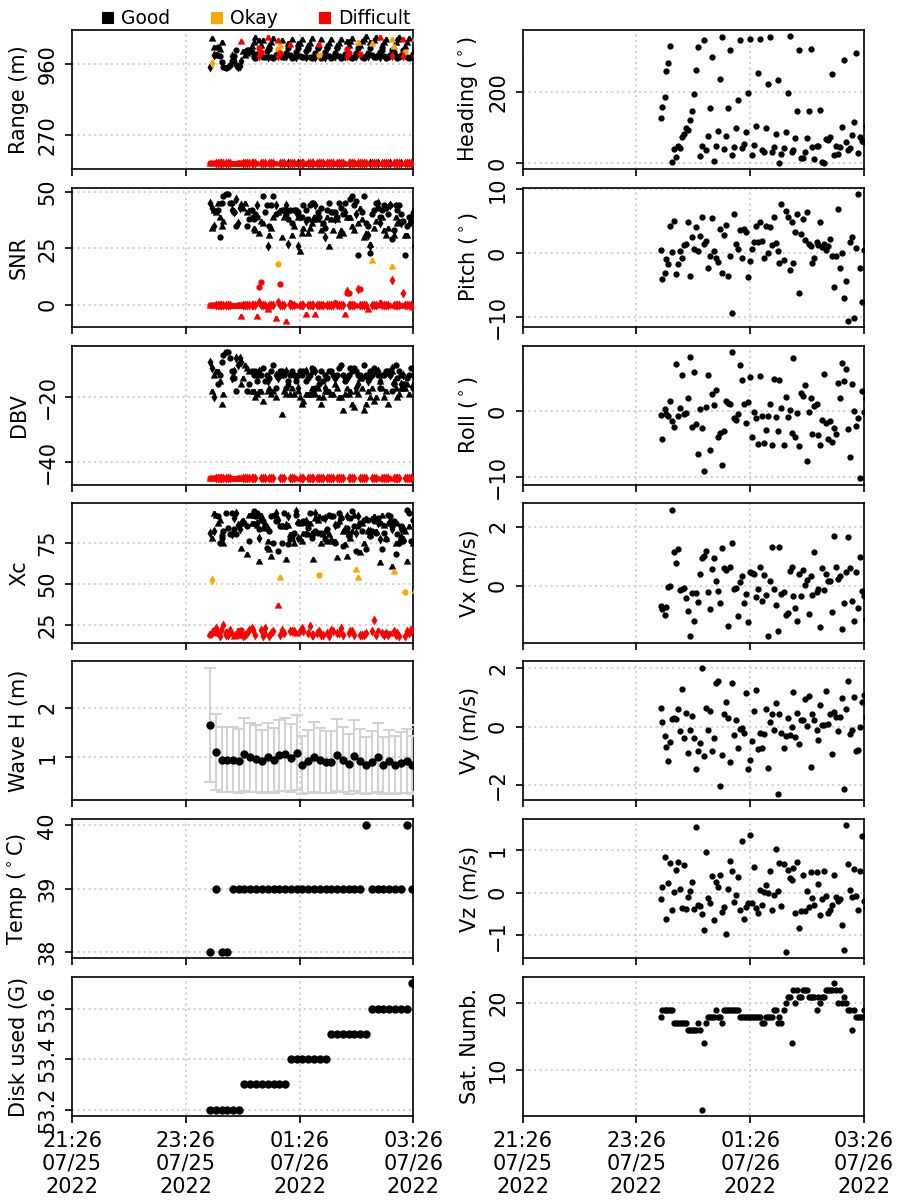 Good Okay Difficult
Range (m)
960
270
Heading (°)
200
0
SNR
50
25
0
Pitch (°)
10
0
−10
DBV
−20
−40
Roll (°)
0
−10
Xc
75
50
25
Vx (m/s)
2
0
Wave H (m)
2
1
Vy (m/s)
2
0
−2
Temp (°C)
40
39
38
Vz (m/s)
1
0
−1
Disk used (G)
53.6
53.4
53.2
Sat. Numb.
20
10
21:26 23:26 01:26 03:26 21:26 23:26 01:26 03:26
07/25 07/25 07/26 07/26 07/25 07/25 07/26 07/26
2022 2022 2022 2022 2022 2022 2022 2022